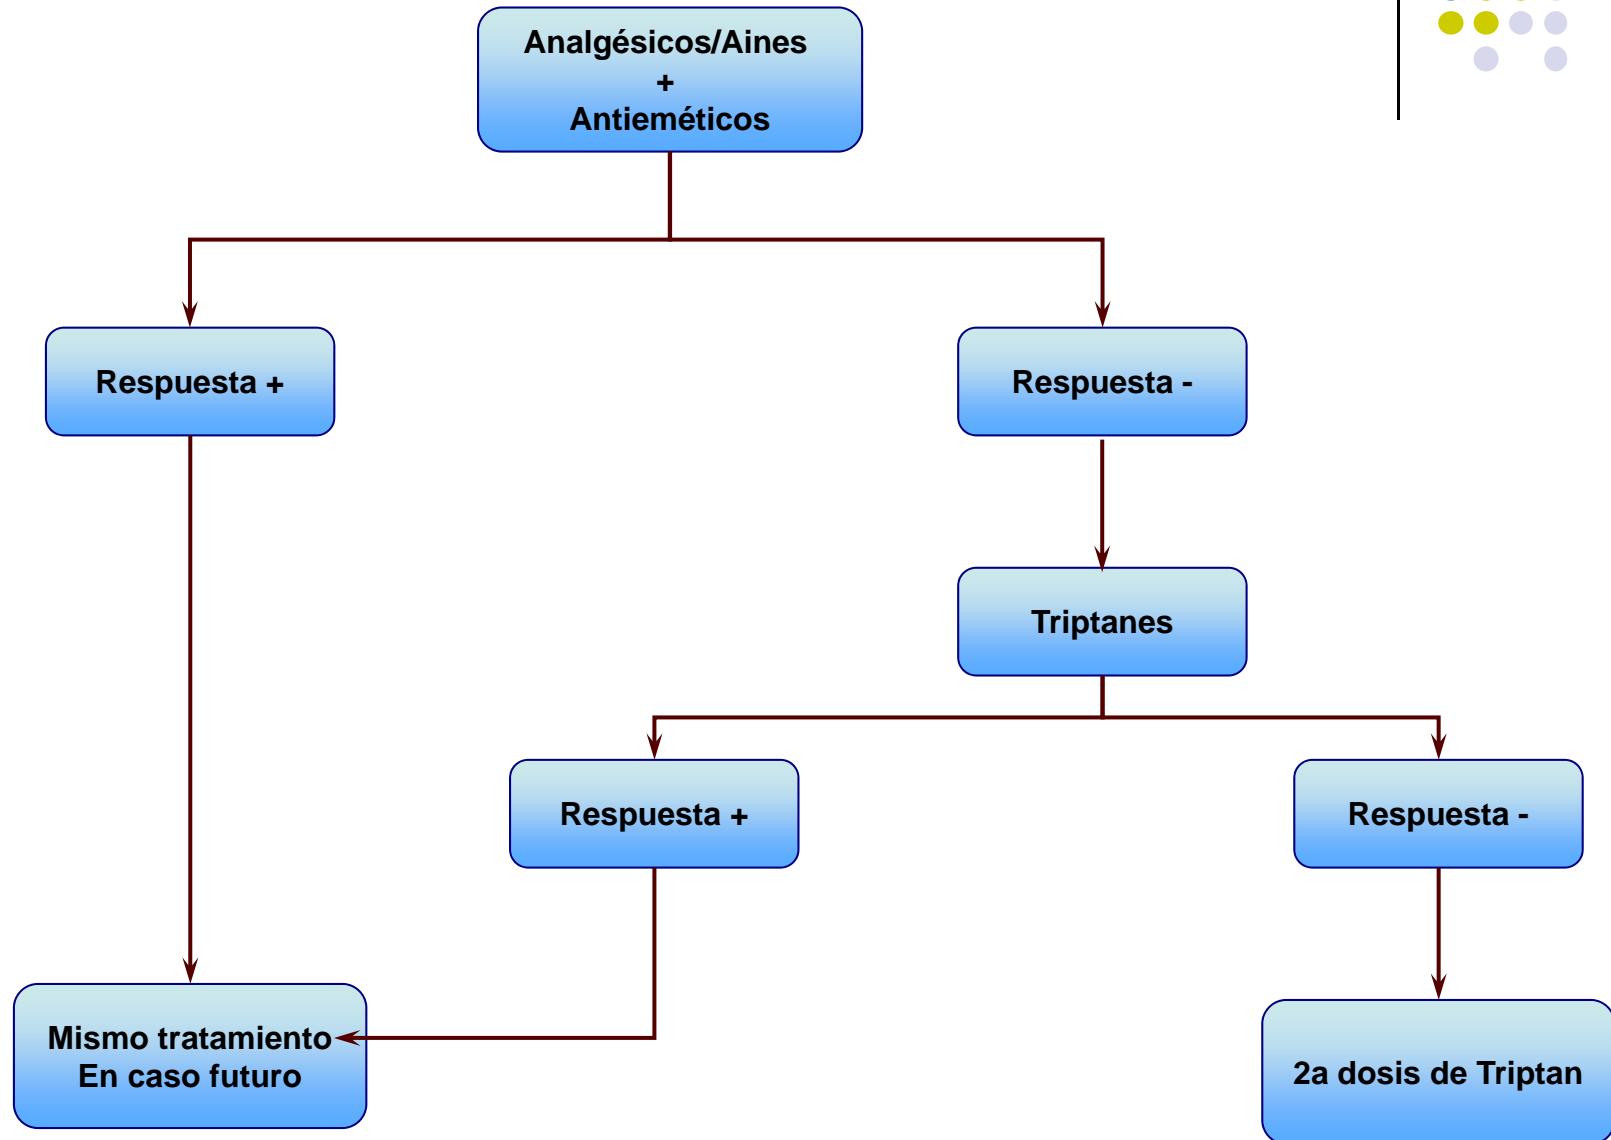 Analgésicos/Aines
+
Antieméticos
Respuesta +
Respuesta -
Triptanes
Respuesta +
Respuesta -
Mismo tratamiento
En caso futuro
2a dosis de Triptan